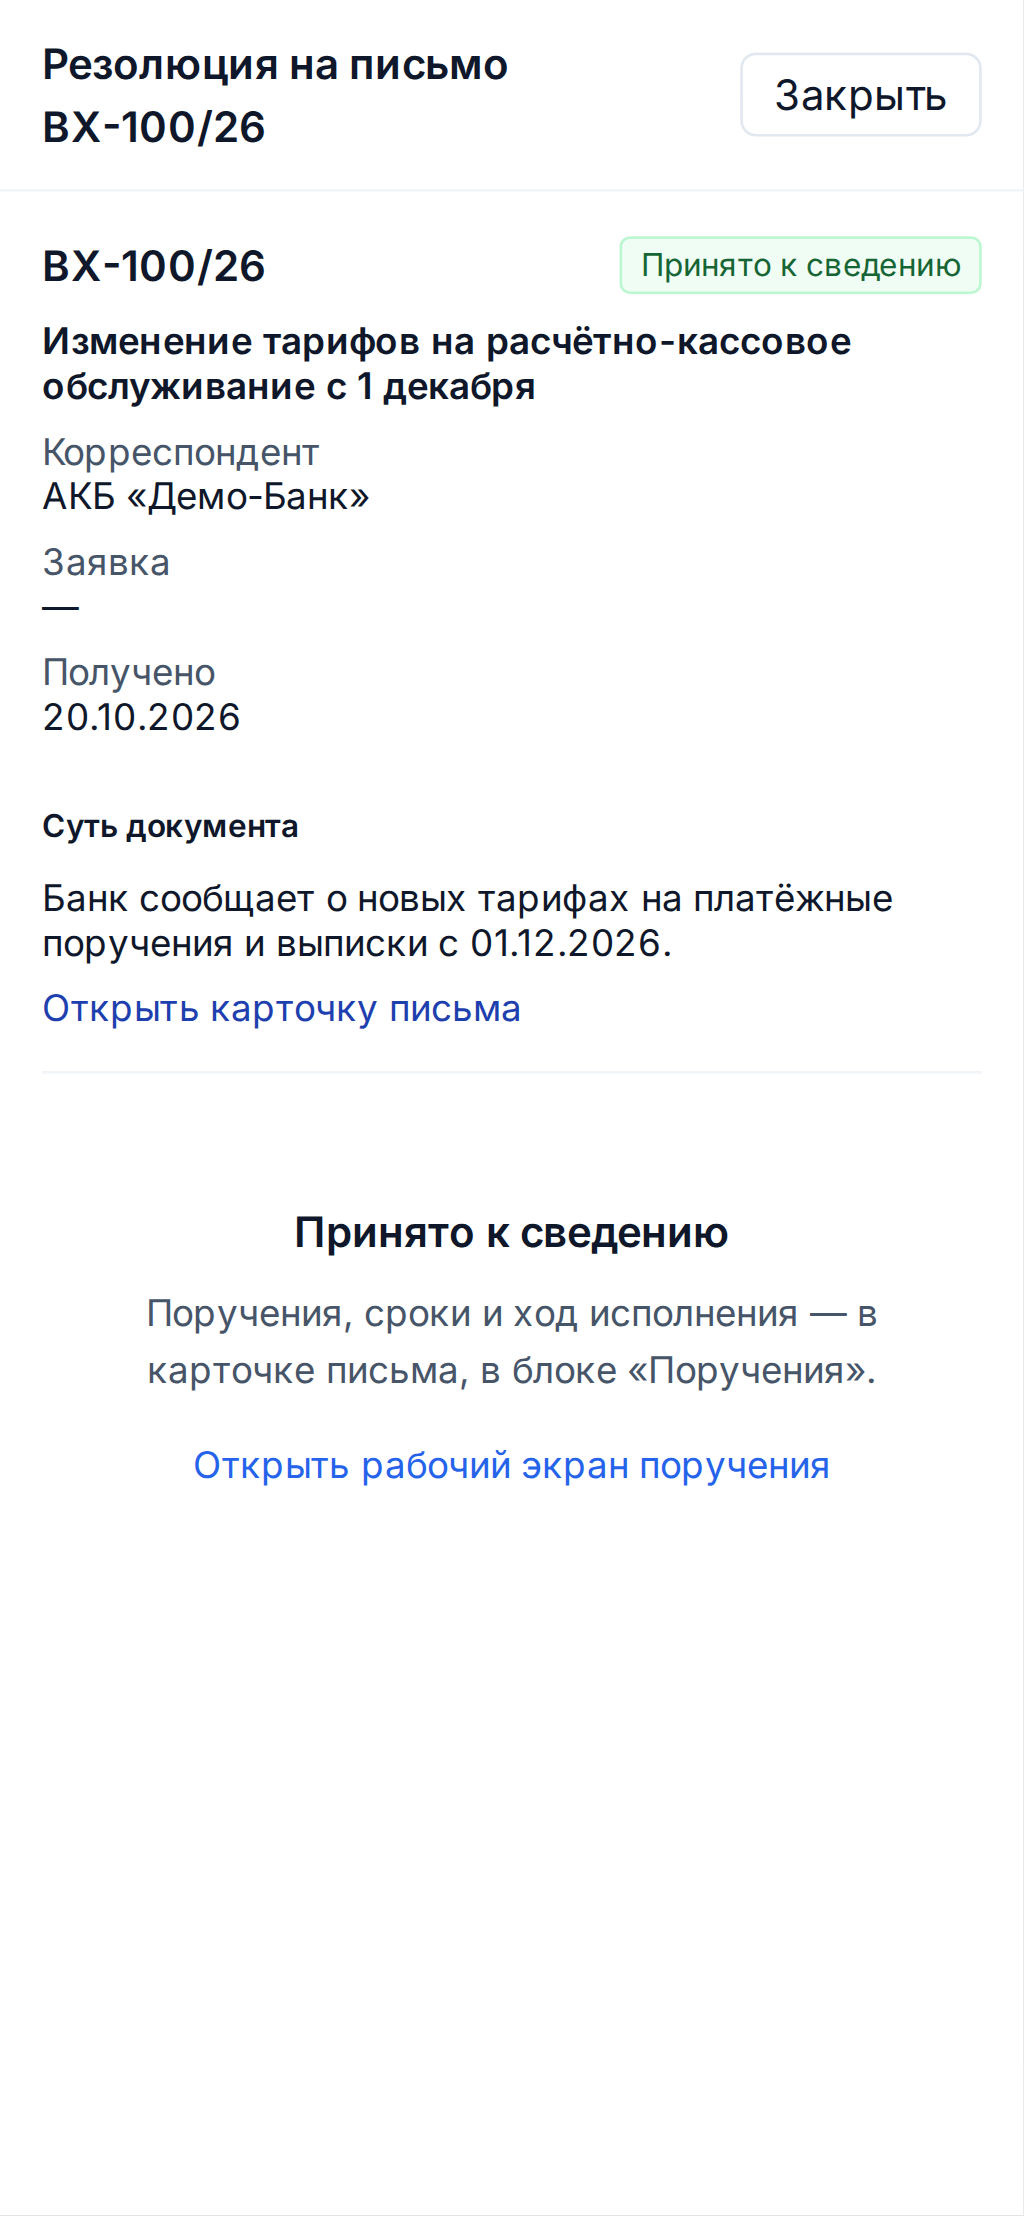 Резолюция на письмо
ВХ-100/26
Закрыть
ВХ-100/26
Принято к сведению
Изменение тарифов на расчётно-кассовое
обслуживание с 1 декабря
Корреспондент
АКБ «Демо-Банк»
Заявка
—
Получено
20.10.2026
Суть документа
Банк сообщает о новых тарифах на платёжные
поручения и выписки с 01.12.2026.
Открыть карточку письма
Принято к сведению
Поручения, сроки и ход исполнения — в
карточке письма, в блоке «Поручения».
Открыть рабочий экран поручения